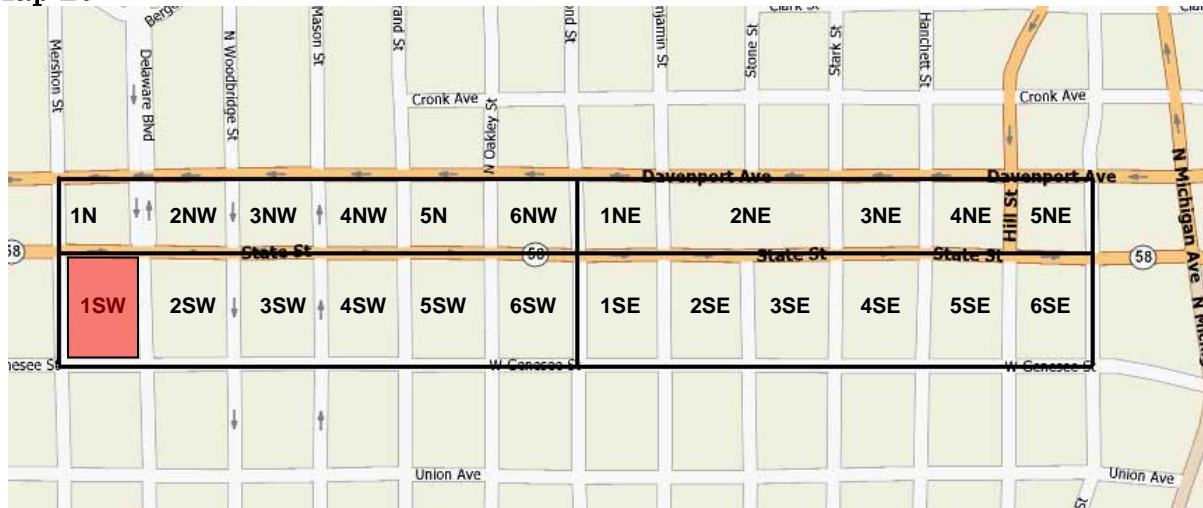 Clark St
Mershon St
Delaware Blvd
N Woodbridge St
Mason St
Stone St
Stark St
Hanchett St
Cronk Ave
Cronk Ave
N Oakley St
Davenport Ave
Davenport Ave
N Michigan Ave
1N 2NW 3NW 4NW 5N 6NW 1NE 2NE 3NE 4NE 5NE
Hill St
58 State St 58 State St State St 58
1SW 2SW 3SW 4SW 5SW 6SW 1SE 2SE 3SE 4SE 5SE 6SE
W Genesee St
W Genesee St
Union Ave
Union Ave